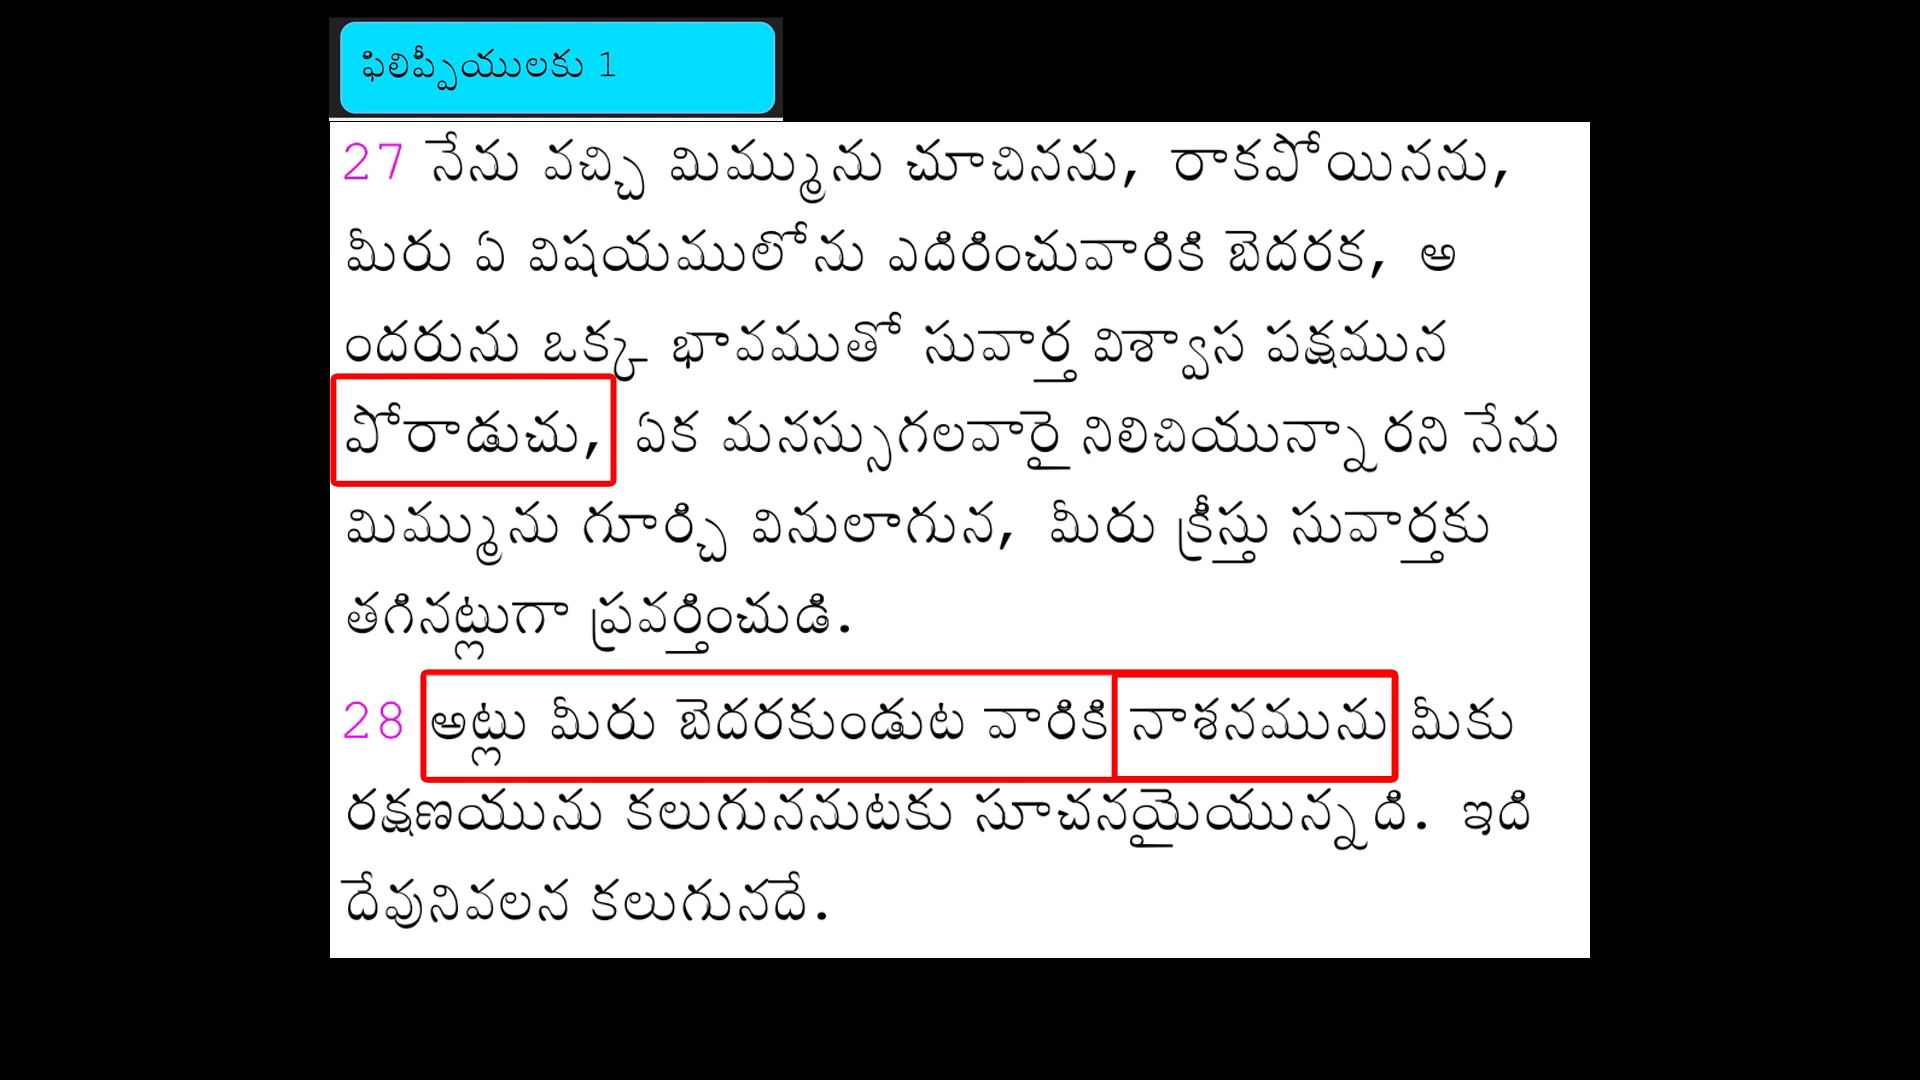 ఫిలిప్పీయులకు 1
27 నేను వచ్చి మిమ్మును చూచినను, రాకపోయినను,
మీరు ఏ విషయములోను ఎదిరించువారికి బెదరక, అ
ందరును ఒక్క భావముతో సువార్త విశ్వాస పక్షమున
పోరాడుచు, ఏక మనస్సుగలవారై నిలిచియున్నారని నేను
మిమ్మును గూర్చి వినులాగున, మీరు క్రీస్తు సువార్తకు
తగినట్లుగా ప్రవర్తించుడి.
28 అట్లు మీరు బెదరకుండుట వారికి నాశనమును మీకు
రక్షణయును కలుగుననుటకు సూచనయైయున్నది. ఇది
దేవునివలన కలుగునదే.